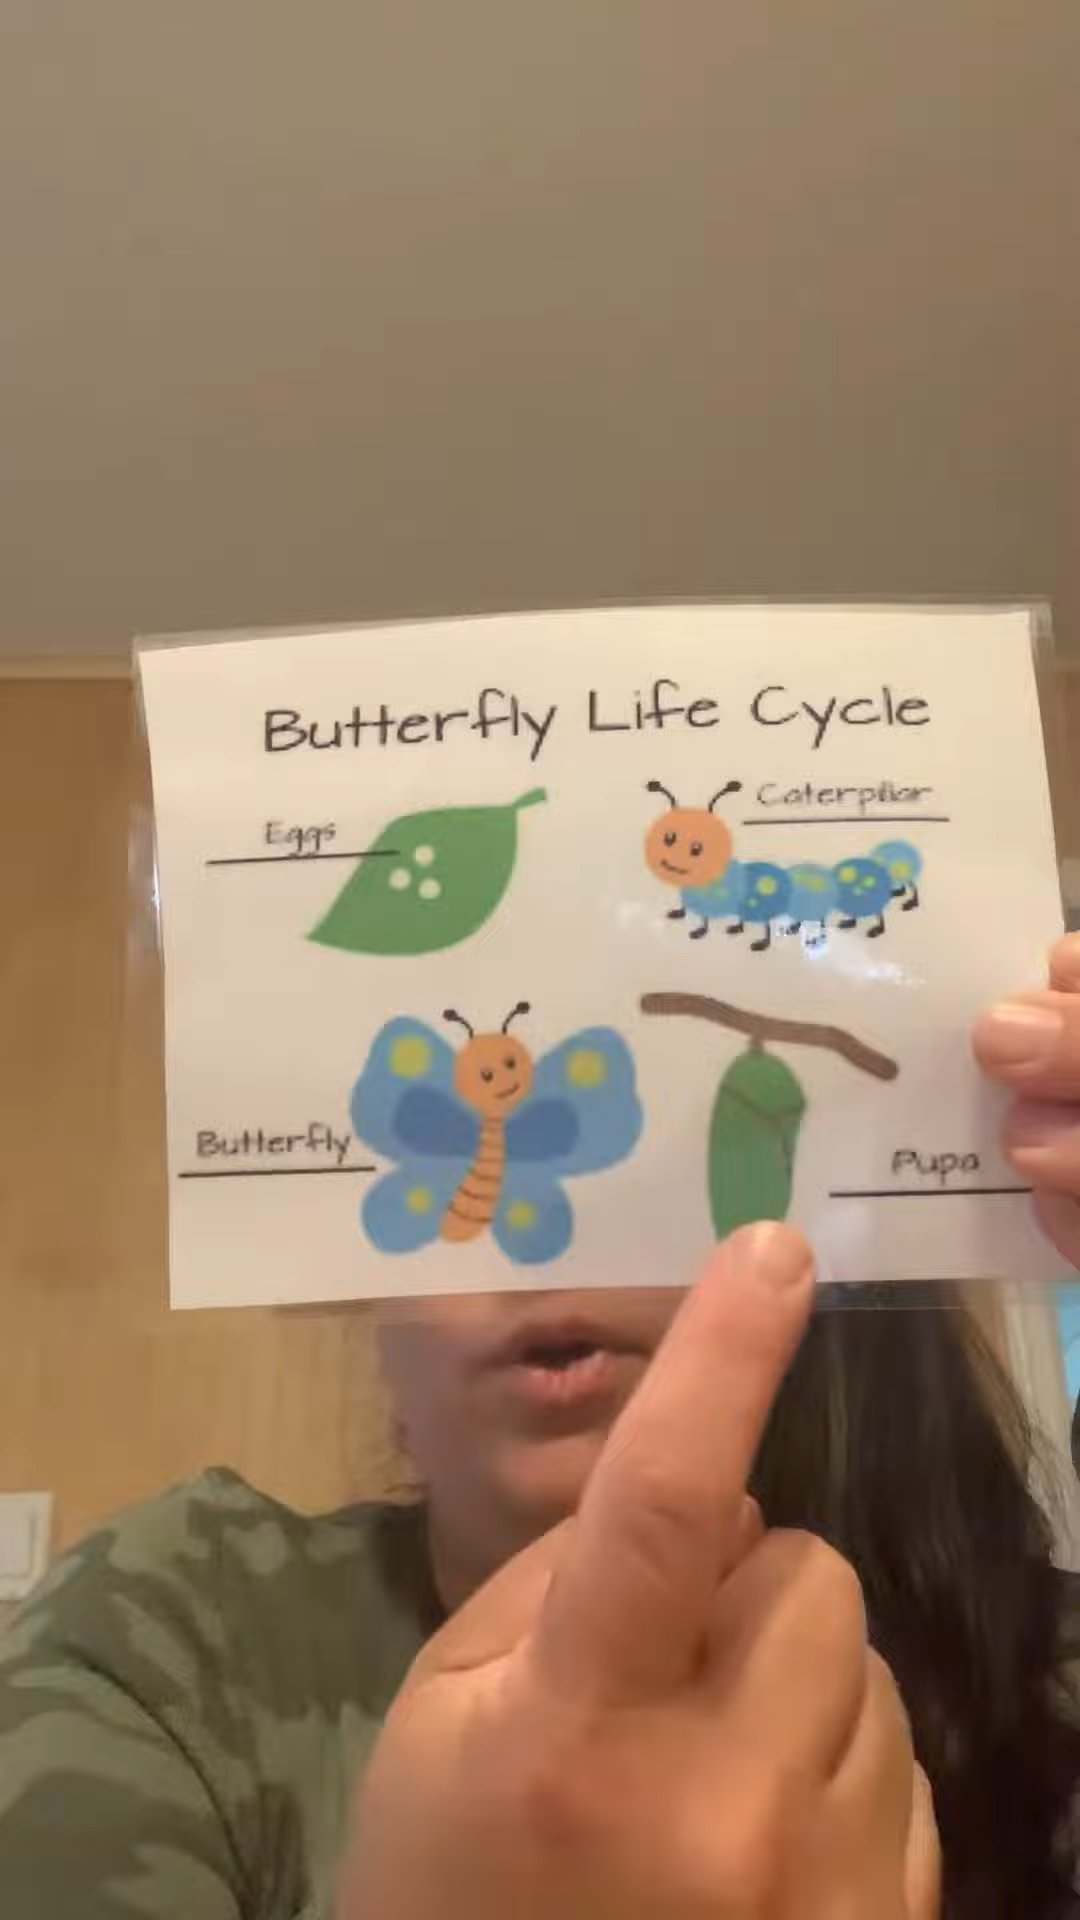 Butterfly Life Cycle
Eggs
Caterpillar
Butterfly
Pupa